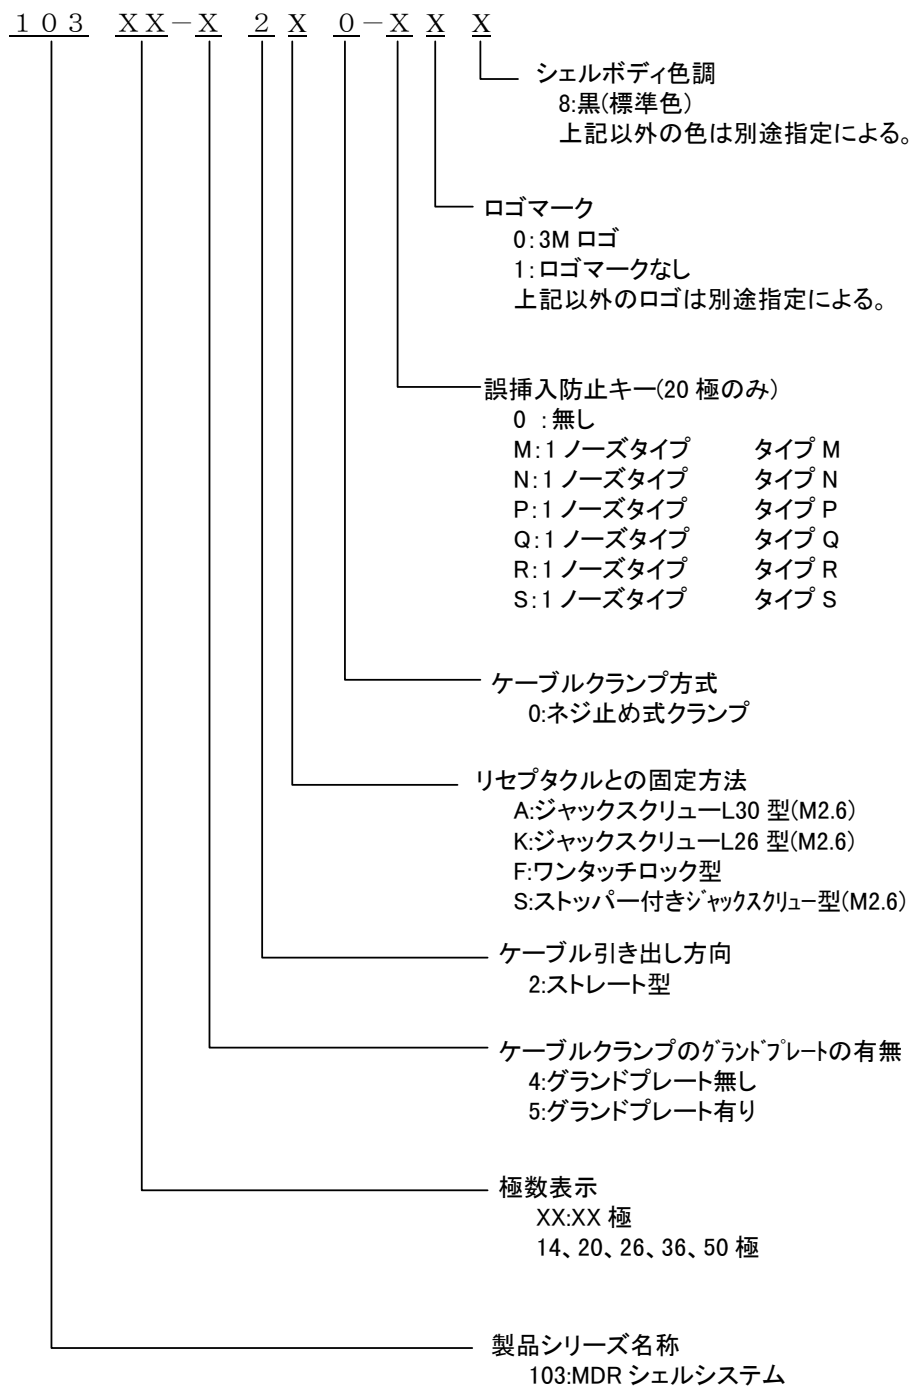 １０３ ＸＸ－Ｘ ２ Ｘ ０－Ｘ Ｘ Ｘ
シェルボディ色調
8:黒(標準色)
上記以外の色は別途指定による。
ロゴマーク
0:3M ロゴ
1:ロゴマークなし
上記以外のロゴは別途指定による。
誤挿入防止キー(20 極のみ)
0 :無し
M:1 ノーズタイプ タイプ M
N:1 ノーズタイプ タイプ N
P:1 ノーズタイプ タイプ P
Q:1 ノーズタイプ タイプ Q
R:1 ノーズタイプ タイプ R
S:1 ノーズタイプ タイプ S
ケーブルクランプ方式
0:ネジ止め式クランプ
リセプタクルとの固定方法
A:ジャックスクリューL30 型(M2.6)
K:ジャックスクリューL26 型(M2.6)
F:ワンタッチロック型
S:ストッパー付きｼﾞｬｯｸｽｸﾘｭｰ型(M2.6)
ケーブル引き出し方向
2:ストレート型
ケーブルクランプのｸﾞﾗﾝﾄﾞﾌﾟﾚｰﾄの有無
4:グランドプレート無し
5:グランドプレート有り
極数表示
XX:XX 極
14、20、26、36、50 極
製品シリーズ名称
103:MDR シェルシステム